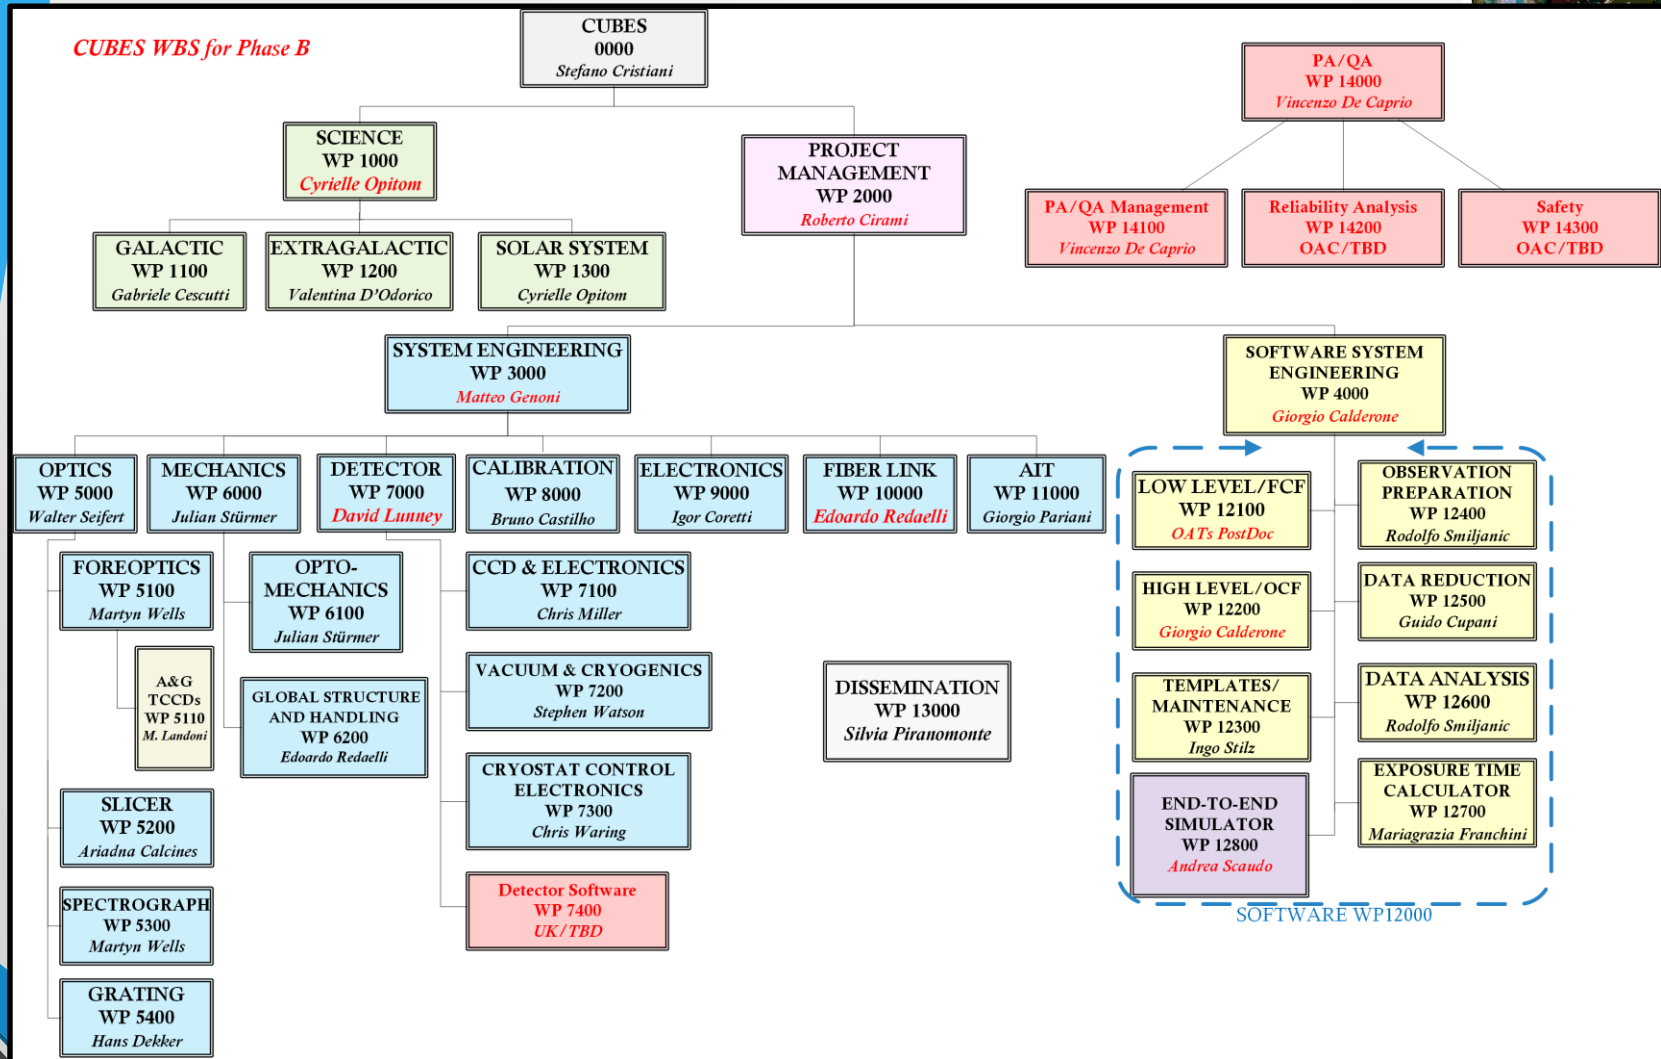 CUBES WBS for Phase B
CUBES
0000
Stefano Cristiani
PA/QA
WP 14000
Vincenzo De Caprio
SCIENCE
WP 1000
Cyrielle Opitom
PROJECT
MANAGEMENT
WP 2000
Roberto Cirami
PA/QA Management
WP 14100
Vincenzo De Caprio
Reliability Analysis
WP 14200
OAC/TBD
Safety
WP 14300
OAC/TBD
GALACTIC
WP 1100
Gabriele Cescutti
EXTRAGALACTIC
WP 1200
Valentina D'Odorico
SOLAR SYSTEM
WP 1300
Cyrielle Opitom
SYSTEM ENGINEERING
WP 3000
Matteo Genoni
SOFTWARE SYSTEM
ENGINEERING
WP 4000
Giorgio Calderone
OPTICS
WP 5000
Walter Seifert
MECHANICS
WP 6000
Julian Stürmer
DETECTOR
WP 7000
David Lunney
CALIBRATION
WP 8000
Bruno Castilho
ELECTRONICS
WP 9000
Igor Coretti
FIBER LINK
WP 10000
Edoardo Redaelli
AIT
WP 11000
Giorgio Pariani
FOREOPTICS
WP 5100
Martyn Wells
A&G
TCCDs
WP 5110
M. Landoni
SLICER
WP 5200
Ariadna Calcines
SPECTROGRAPH
WP 5300
Martyn Wells
GRATING
WP 5400
Hans Dekker
OPTO-
MECHANICS
WP 6100
Julian Stürmer
GLOBAL STRUCTURE
AND HANDLING
WP 6200
Edoardo Redaelli
CCD & ELECTRONICS
WP 7100
Chris Miller
VACUUM & CRYOGENICS
WP 7200
Stephen Watson
CRYOSTAT CONTROL
ELECTRONICS
WP 7300
Chris Waring
Detector Software
WP 7400
UK/TBD
DISSEMINATION
WP 13000
Silvia Piranomonte
LOW LEVEL/FCF
WP 12100
OATs PostDoc
HIGH LEVEL/OCF
WP 12200
Giorgio Calderone
TEMPLATES/
MAINTENANCE
WP 12300
Ingo Stilz
END-TO-END
SIMULATOR
WP 12800
Andrea Scaudo
OBSERVATION
PREPARATION
WP 12400
Rodolfo Smiljanic
DATA REDUCTION
WP 12500
Guido Cupani
DATA ANALYSIS
WP 12600
Rodolfo Smiljanic
EXPOSURE TIME
CALCULATOR
WP 12700
Mariagrazia Franchini
SOFTWARE WP12000